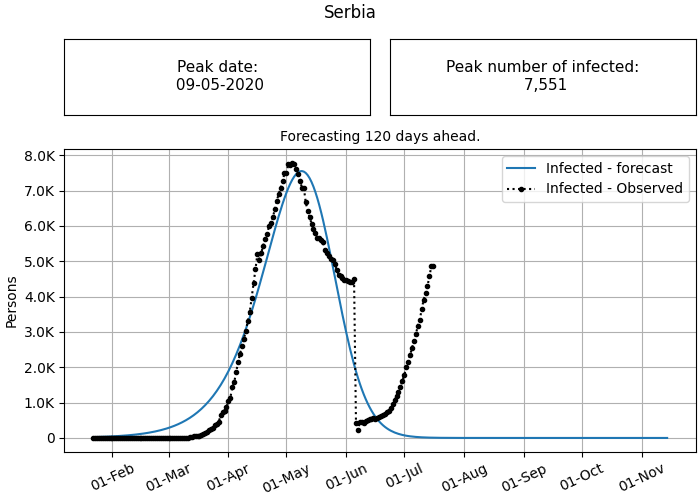 Serbia
Peak date:
09-05-2020
Peak number of infected:
7,551
Forecasting 120 days ahead.
8.0K
7.0K
6.0K
5.0K
4.0K
3.0K
2.0K
1.0K
0
Persons
Infected - forecast
Infected - Observed
01-Feb
01-Mar
01-Apr
01-May
01-Jun
01-Jul
01-Aug
01-Sep
01-Oct
01-Nov